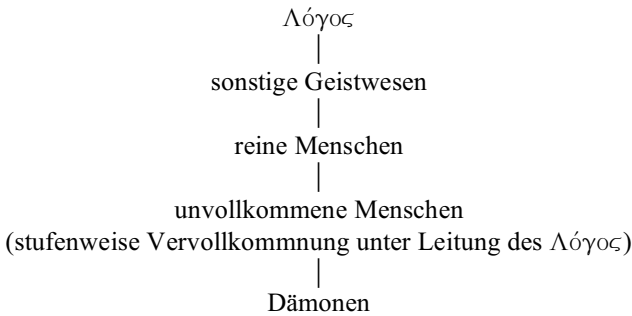 Λόγος
sonstige Geistwesen
reine Menschen
unvollkommene Menschen
(stufenweise Vervollkommnung unter Leitung des Λόγος)
Dämonen